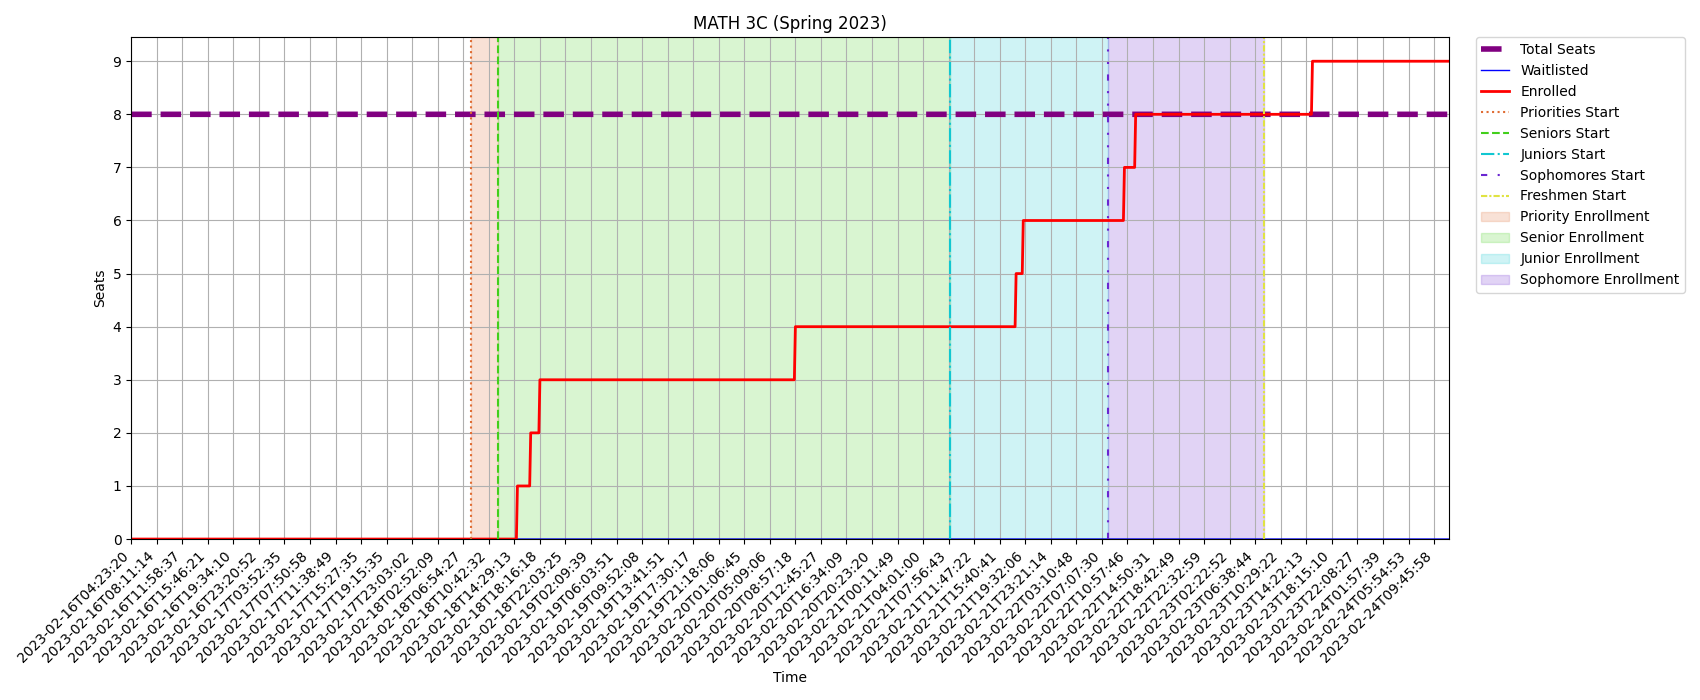 MATH 3C (Spring 2023)
Seats
9
8
7
6
5
4
3
2
1
0
2023-02-16T04:23:20
2023-02-16T08:11:14
2023-02-16T11:58:37
2023-02-16T15:46:21
2023-02-16T19:34:10
2023-02-16T23:20:52
2023-02-17T03:52:35
2023-02-17T07:50:58
2023-02-17T11:38:49
2023-02-17T15:27:35
2023-02-17T19:15:35
2023-02-17T23:03:02
2023-02-18T02:52:09
2023-02-18T06:54:27
2023-02-18T10:42:32
2023-02-18T14:29:13
2023-02-18T18:16:18
2023-02-18T22:03:25
2023-02-19T02:09:39
2023-02-19T06:03:51
2023-02-19T09:52:08
2023-02-19T13:41:51
2023-02-19T17:30:17
2023-02-19T21:18:06
2023-02-20T01:06:45
2023-02-20T05:09:06
2023-02-20T08:57:18
2023-02-20T12:45:27
2023-02-20T16:34:09
2023-02-20T20:23:20
2023-02-21T00:11:49
2023-02-21T04:01:00
2023-02-21T07:56:43
2023-02-21T11:47:22
2023-02-21T15:40:41
2023-02-21T19:32:06
2023-02-21T23:21:14
2023-02-22T03:10:48
2023-02-22T07:07:30
2023-02-22T10:57:46
2023-02-22T14:50:31
2023-02-22T18:42:49
2023-02-22T22:32:59
2023-02-23T02:22:52
2023-02-23T06:38:44
2023-02-23T10:29:22
2023-02-23T14:22:13
2023-02-23T18:15:10
2023-02-23T22:08:27
2023-02-24T01:57:39
2023-02-24T05:54:53
2023-02-24T09:45:58
Time
Total Seats
Waitlisted
Enrolled
Priorities Start
Seniors Start
Juniors Start
Sophomores Start
Freshmen Start
Priority Enrollment
Senior Enrollment
Junior Enrollment
Sophomore Enrollment